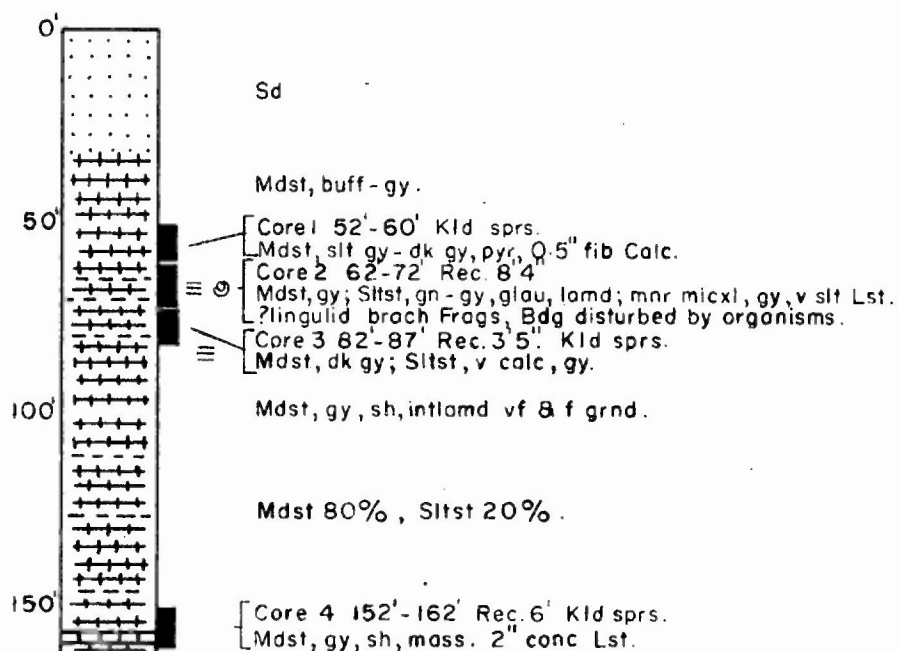 0'
Sd
Mdst, buff-gy.
50'
Core 1 52'-60' Kld sprs.
Mdst, slt gy-dk gy, pyr, 0.5" fib Calc.
Core 2 62'-72' Rec. 8'4"
Mdst, gy; Sltst, gn-gy, glau, lamd; mnr micxl, gy, v slt Lst.
?lingulid brach Frags, Bdg disturbed by organisms.
Core 3 82'-87' Rec. 3'5". Kld sprs.
Mdst, dk gy; Sltst, v calc, gy.
100'
Mdst, gy, sh, intlamd vf & f grnd.
Mdst 80%, Sltst 20%.
150'
Core 4 152'-162' Rec. 6' Kld sprs.
Mdst, gy, sh, mass. 2" conc Lst.